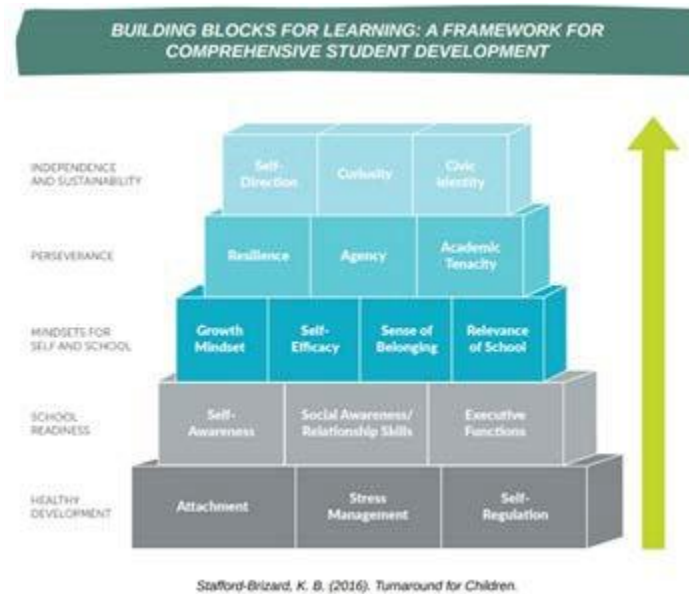 BUILDING BLOCKS FOR LEARNING: A FRAMEWORK FOR
COMPREHENSIVE STUDENT DEVELOPMENT
INDEPENDENCE
AND SUSTAINABILITY
Self-
Direction
Curiosity
Civic
Identity
PERSEVERANCE
Resilience
Agency
Academic
Tenacity
MINDSETS FOR
SELF AND SCHOOL
Growth
Mindset
Self-
Efficacy
Sense of
Belonging
Relevance
of School
SCHOOL
READINESS
Self-
Awareness
Social Awareness/
Relationship Skills
Executive
Functions
HEALTHY
DEVELOPMENT
Attachment
Stress
Management
Self-
Regulation
Stafford-Brizard, K. B. (2016). Turnaround for Children.